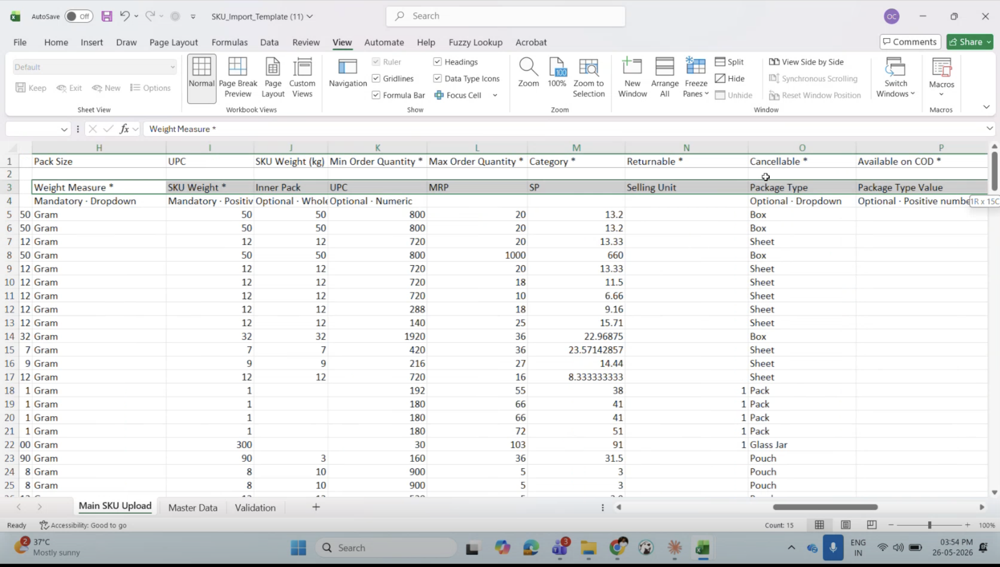 AutoSave Off SKU_Import_Template (11) Search OC
File Home Insert Draw Page Layout Formulas Data Review View Automate Help Fuzzy Lookup Acrobat Comments Share
Default
Keep Exit New Options
Sheet View
Normal Page Break Preview Page Layout Custom Views
Workbook Views
Navigation
Ruler Headings
Gridlines Data Type Icons
Formula Bar Focus Cell
Show
Zoom 100 100% Zoom to Selection
Zoom
New Window Arrange All Freeze Panes
Split View Side by Side
Hide Synchronous Scrolling
Unhide Reset Window Position
Switch Windows
Window
Macros
Macros
fx Weight Measure *
H I J K L M N O P
1 Pack Size UPC SKU Weight (kg) Min Order Quantity * Max Order Quantity * Category * Returnable * Cancellable * Available on COD *
2
3 Weight Measure * SKU Weight * Inner Pack UPC MRP SP Selling Unit Package Type Package Type Value
4 Mandatory · Dropdown Mandatory · Positiv Optional · Whole Optional · Numeric Optional · Dropdown Optional · Positive numbe 1R x 15C
5 50 Gram 50 50 800 20 13.2 Box
6 50 Gram 50 50 800 20 13.2 Box
7 12 Gram 12 12 720 20 13.33 Sheet
8 50 Gram 50 50 800 1000 660 Box
9 12 Gram 12 12 720 20 13.33 Sheet
10 12 Gram 12 12 720 18 11.5 Sheet
11 12 Gram 12 12 720 10 6.66 Sheet
12 12 Gram 12 12 288 18 9.16 Sheet
13 12 Gram 12 12 140 25 15.71 Sheet
14 32 Gram 32 32 1920 36 22.96875 Box
15 7 Gram 7 7 420 36 23.57142857 Sheet
16 9 Gram 9 9 216 27 14.44 Sheet
17 12 Gram 12 12 720 16 8.333333333 Sheet
18 1 Gram 1 192 55 38 1 Pack
19 1 Gram 1 180 66 41 1 Pack
20 1 Gram 1 180 66 41 1 Pack
21 1 Gram 1 180 72 51 1 Pack
22 00 Gram 300 30 103 91 1 Glass Jar
23 90 Gram 90 3 160 36 31.5 Pouch
24 8 Gram 8 10 900 5 3 Pouch
25 8 Gram 8 10 900 5 3 Pouch
Main SKU Upload Master Data Validation
Ready Accessibility: Good to go Count: 15 100%
2 37°C Mostly sunny
Search
3
ENG IN
03:54 PM
26-05-2026